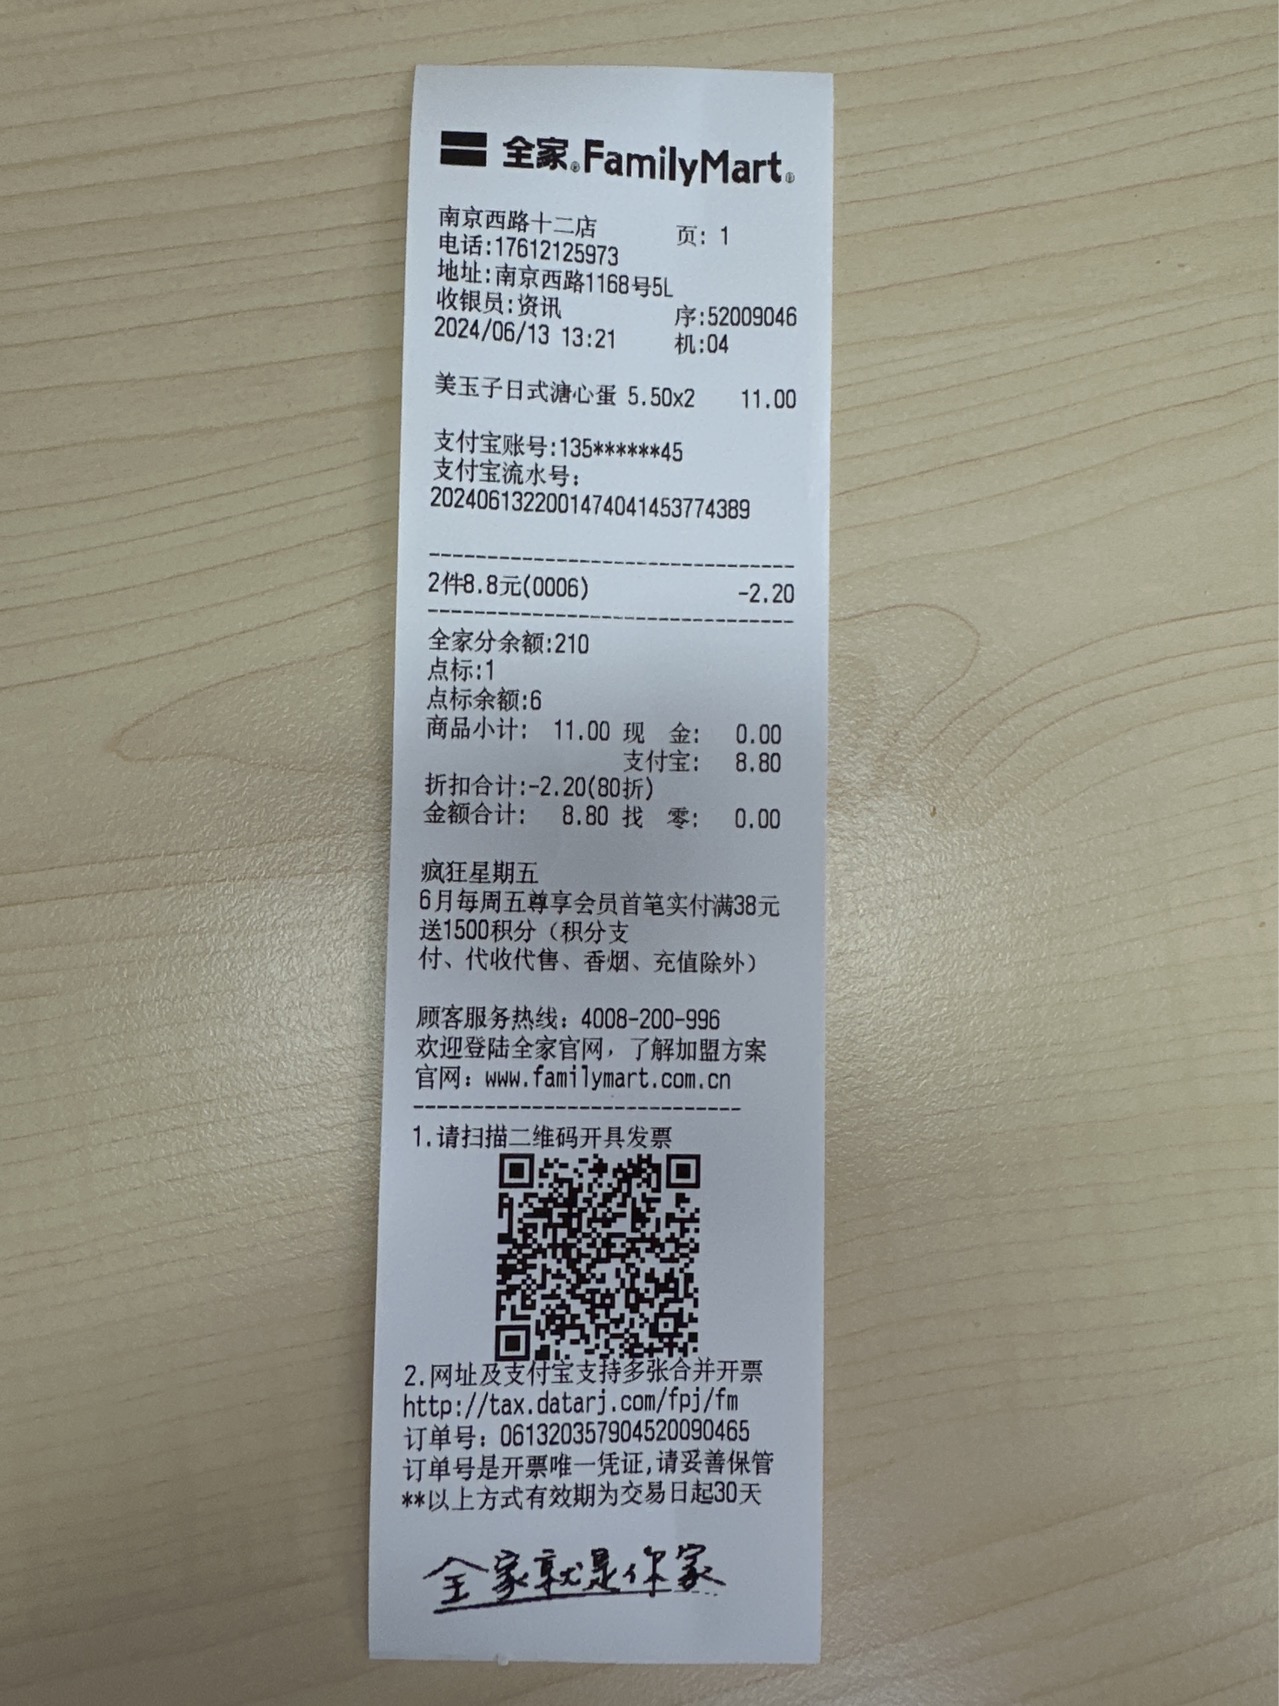 全家®FamilyMart®
南京西路十二店 页: 1
电话:17612125973
地址:南京西路1168号5L
收银员:资讯 序:52009046
2024/06/13 13:21 机:04
美玉子日式溏心蛋 5.50x2 11.00
支付宝账号:135******45
支付宝流水号:
2024061322001474041453774389
2件8.8元(0006) -2.20
全家分余额:210
点标:1
点标余额:6
商品小计: 11.00 现 金: 0.00
支付宝: 8.80
折扣合计:-2.20(80折)
金额合计: 8.80 找 零: 0.00
疯狂星期五
6月每周五尊享会员首笔实付满38元
送1500积分（积分支
付、代收代售、香烟、充值除外）
顾客服务热线：4008-200-996
欢迎登陆全家官网，了解加盟方案
官网：www.familymart.com.cn
1.请扫描二维码开具发票
2.网址及支付宝支持多张合并开票
http://tax.datarj.com/fpj/fm
订单号：061320357904520090465
订单号是开票唯一凭证,请妥善保管
**以上方式有效期为交易日起30天
全家就是你家